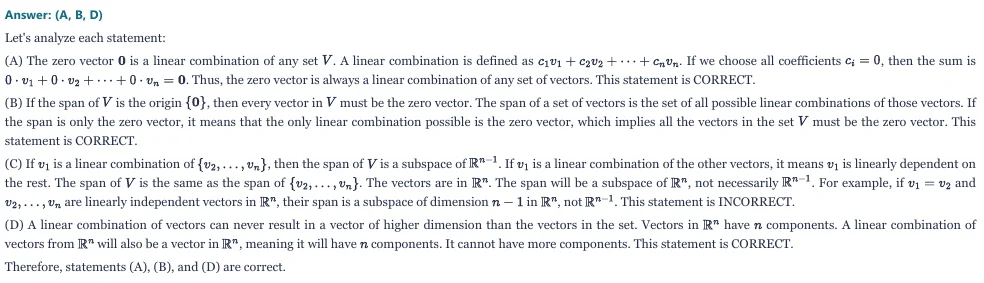 Answer: (A, B, D)
Let's analyze each statement:
(A) The zero vector 0 is a linear combination of any set V. A linear combination is defined as c₁v₁ + c₂v₂ + ⋯ + cₙvₙ. If we choose all coefficients cᵢ = 0, then the sum is
0 · v₁ + 0 · v₂ + ⋯ + 0 · vₙ = 0. Thus, the zero vector is always a linear combination of any set of vectors. This statement is CORRECT.
(B) If the span of V is the origin {0}, then every vector in V must be the zero vector. The span of a set of vectors is the set of all possible linear combinations of those vectors. If
the span is only the zero vector, it means that the only linear combination possible is the zero vector, which implies all the vectors in the set V must be the zero vector. This
statement is CORRECT.
(C) If v₁ is a linear combination of {v₂, . . . , vₙ}, then the span of V is a subspace of ℝⁿ⁻¹. If v₁ is a linear combination of the other vectors, it means v₁ is linearly dependent on
the rest. The span of V is the same as the span of {v₂, . . . , vₙ}. The vectors are in ℝⁿ. The span will be a subspace of ℝⁿ, not necessarily ℝⁿ⁻¹. For example, if v₁ = v₂ and
v₂, . . . , vₙ are linearly independent vectors in ℝⁿ, their span is a subspace of dimension n − 1 in ℝⁿ, not ℝⁿ⁻¹. This statement is INCORRECT.
(D) A linear combination of vectors can never result in a vector of higher dimension than the vectors in the set. Vectors in ℝⁿ have n components. A linear combination of
vectors from ℝⁿ will also be a vector in ℝⁿ, meaning it will have n components. It cannot have more components. This statement is CORRECT.
Therefore, statements (A), (B), and (D) are correct.